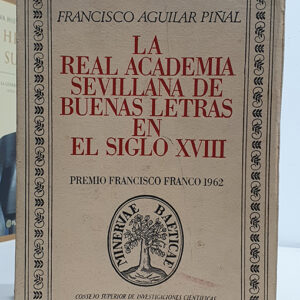 FRANCISCO AGUILAR PIÑAL
LA
REAL ACADEMIA
SEVILLANA DE
BUENAS LETRAS
EN
EL SIGLO XVIII
PREMIO FRANCISCO FRANCO 1962
MINERVAE BAETICAE
CONSEJO SUPERIOR DE INVESTIGACIONES CIENTIFICAS